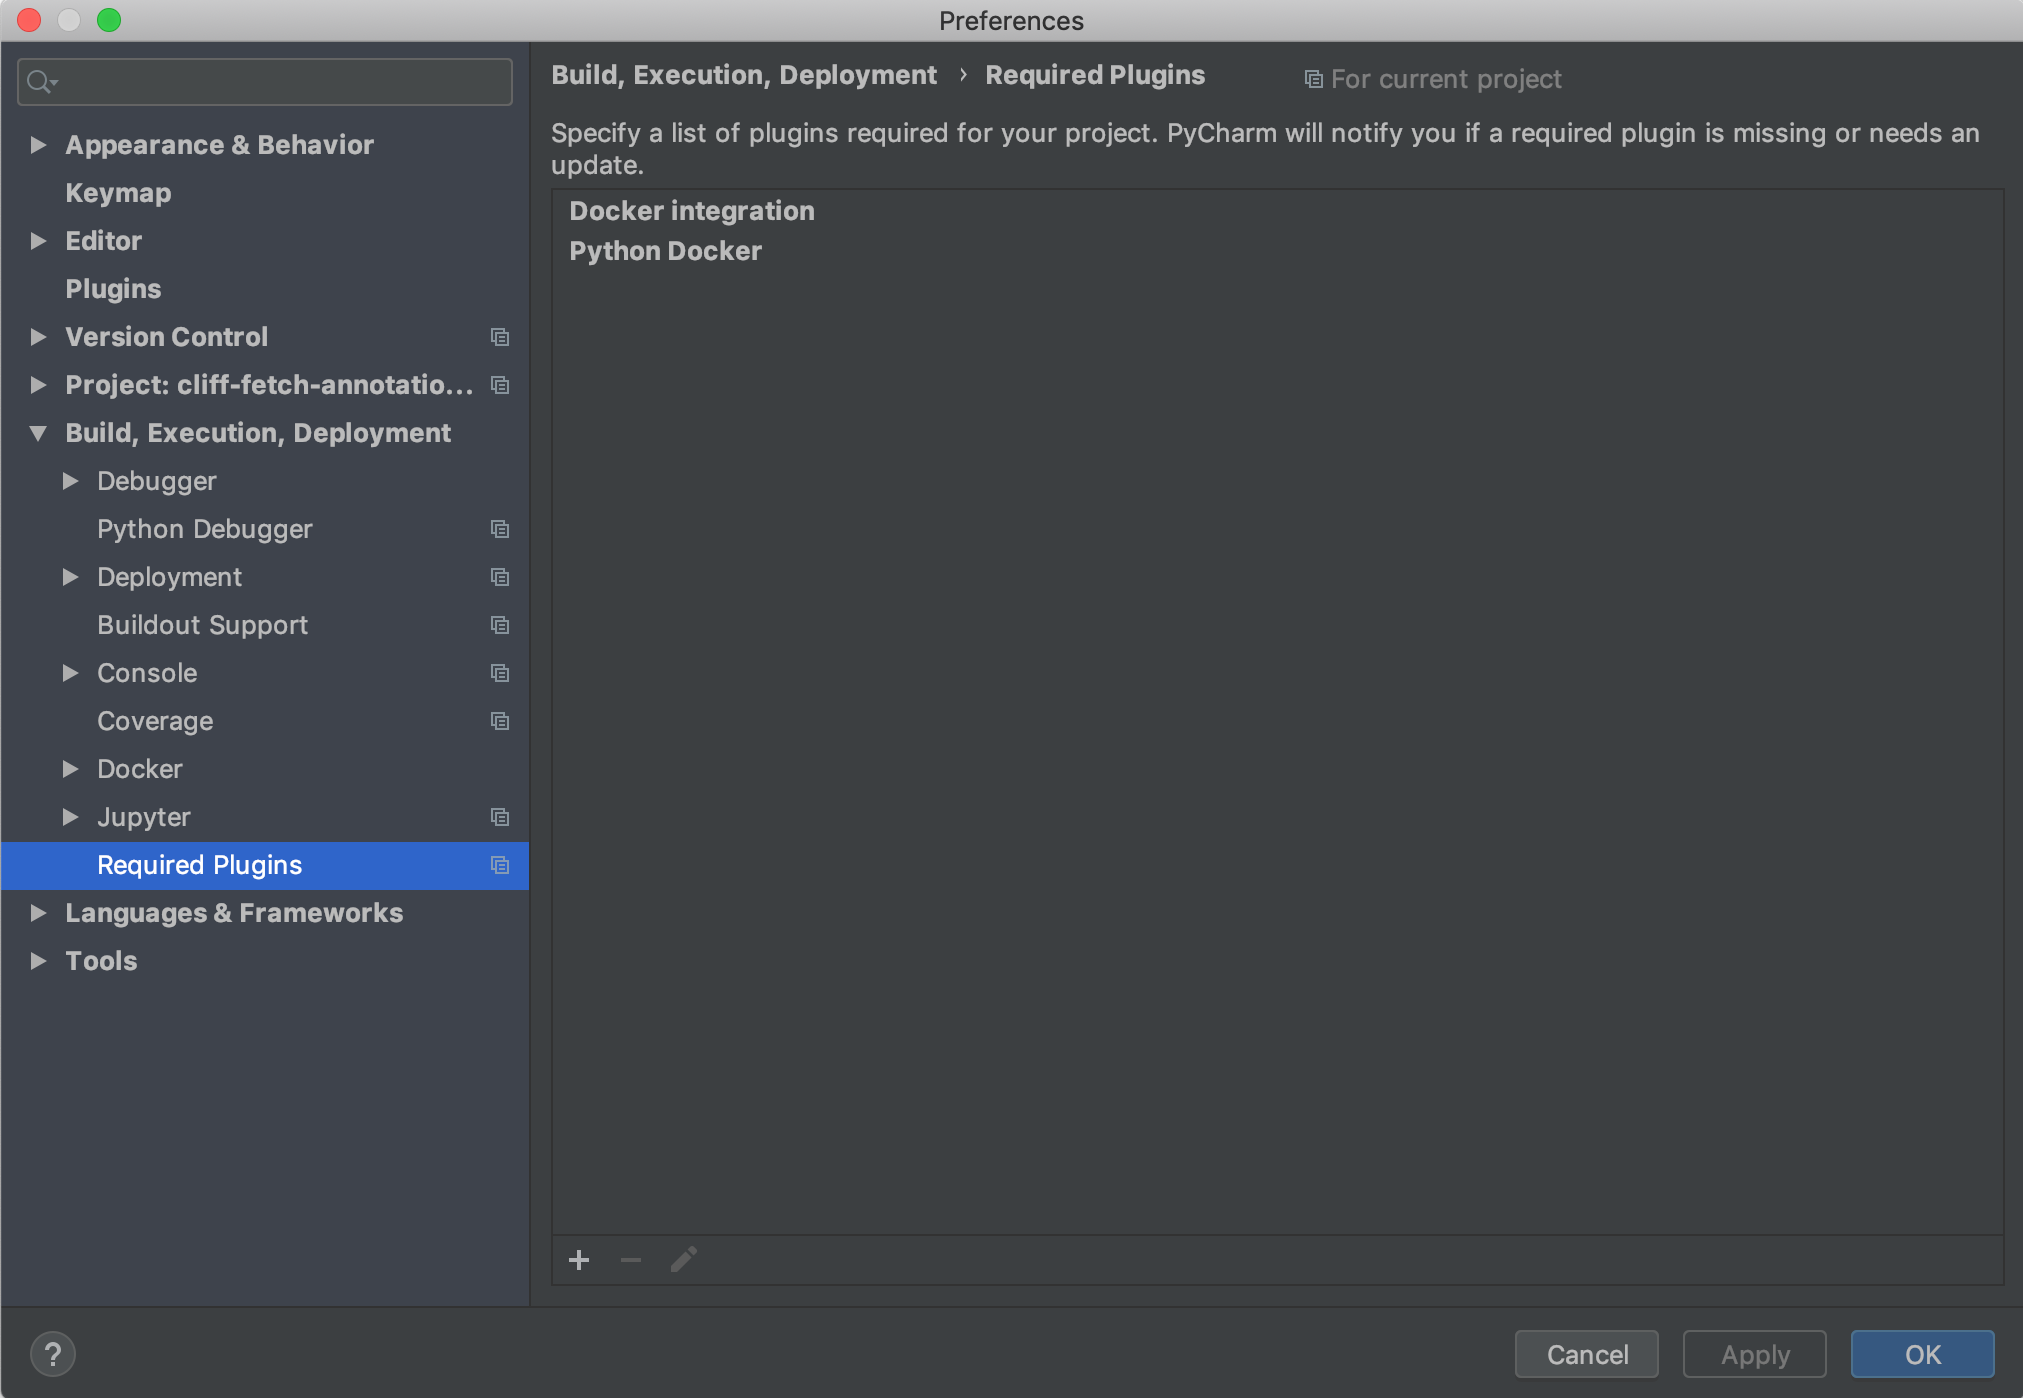 Preferences
Appearance & Behavior
Keymap
Editor
Plugins
Version Control
Project: cliff-fetch-annotatio...
Build, Execution, Deployment
Debugger
Python Debugger
Deployment
Buildout Support
Console
Coverage
Docker
Jupyter
Required Plugins
Languages & Frameworks
Tools
Build, Execution, Deployment › Required Plugins
For current project
Specify a list of plugins required for your project. PyCharm will notify you if a required plugin is missing or needs an
update.
Docker integration
Python Docker
?
Cancel
Apply
OK